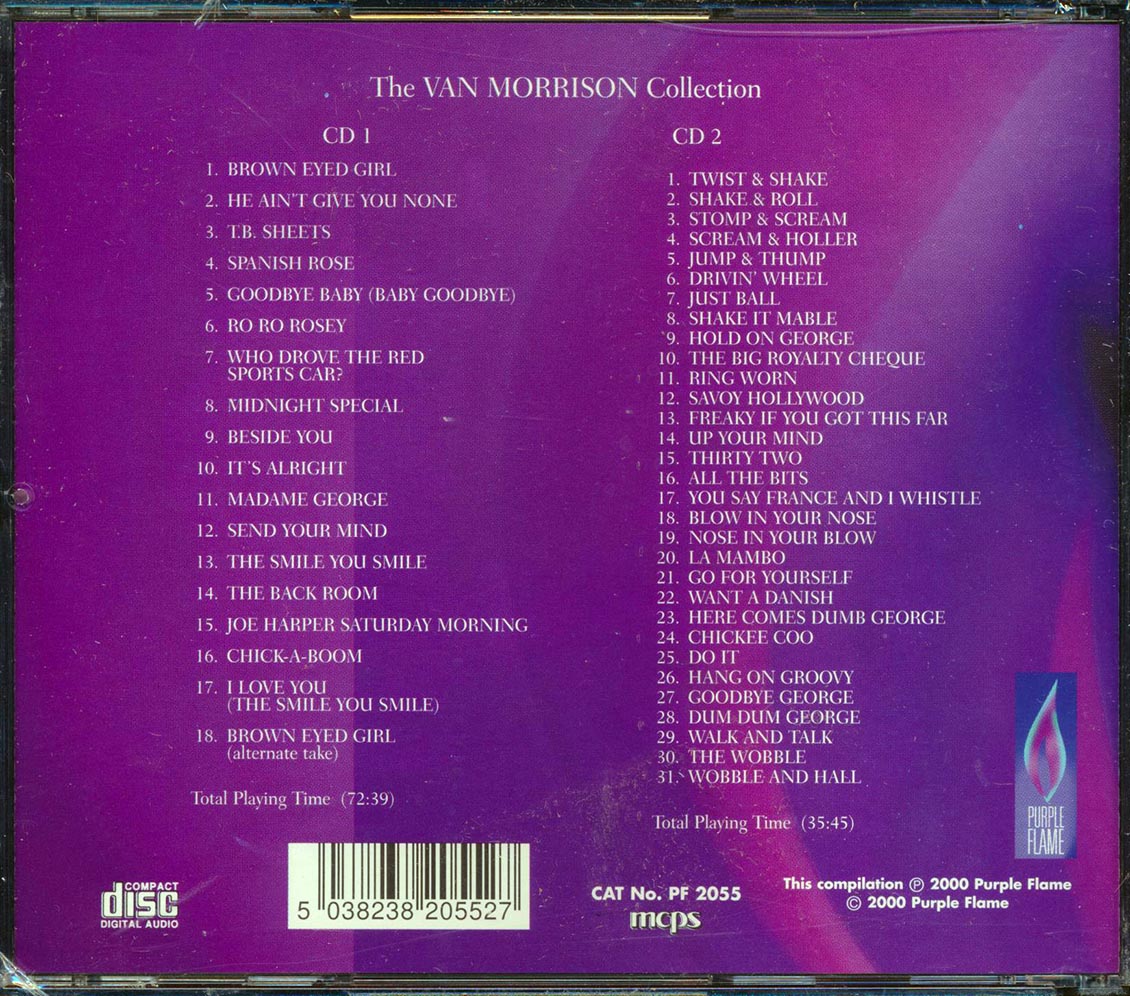 The VAN MORRISON Collection
CD 1
1. BROWN EYED GIRL
2. HE AIN'T GIVE YOU NONE
3. T.B. SHEETS
4. SPANISH ROSE
5. GOODBYE BABY (BABY GOODBYE)
6. RO RO ROSEY
7. WHO DROVE THE RED
SPORTS CAR?
8. MIDNIGHT SPECIAL
9. BESIDE YOU
10. IT'S ALRIGHT
11. MADAME GEORGE
12. SEND YOUR MIND
13. THE SMILE YOU SMILE
14. THE BACK ROOM
15. JOE HARPER SATURDAY MORNING
16. CHICK-A-BOOM
17. I LOVE YOU
(THE SMILE YOU SMILE)
18. BROWN EYED GIRL
(alternate take)
Total Playing Time (72:39)
CD 2
1. TWIST & SHAKE
2. SHAKE & ROLL
3. STOMP & SCREAM
4. SCREAM & HOLLER
5. JUMP & THUMP
6. DRIVIN' WHEEL
7. JUST BALL
8. SHAKE IT MABLE
9. HOLD ON GEORGE
10. THE BIG ROYALTY CHEQUE
11. RING WORN
12. SAVOY HOLLYWOOD
13. FREAKY IF YOU GOT THIS FAR
14. UP YOUR MIND
15. THIRTY TWO
16. ALL THE BITS
17. YOU SAY FRANCE AND I WHISTLE
18. BLOW IN YOUR NOSE
19. NOSE IN YOUR BLOW
20. LA MAMBO
21. GO FOR YOURSELF
22. WANT A DANISH
23. HERE COMES DUMB GEORGE
24. CHICKEE COO
25. DO IT
26. HANG ON GROOVY
27. GOODBYE GEORGE
28. DUM DUM GEORGE
29. WALK AND TALK
30. THE WOBBLE
31. WOBBLE AND HALL
Total Playing Time (35:45)
PURPLE
FLAME
COMPACT
disc
DIGITAL AUDIO
5 038238 205527
CAT No. PF 2055
mcps
This compilation ℗ 2000 Purple Flame
© 2000 Purple Flame